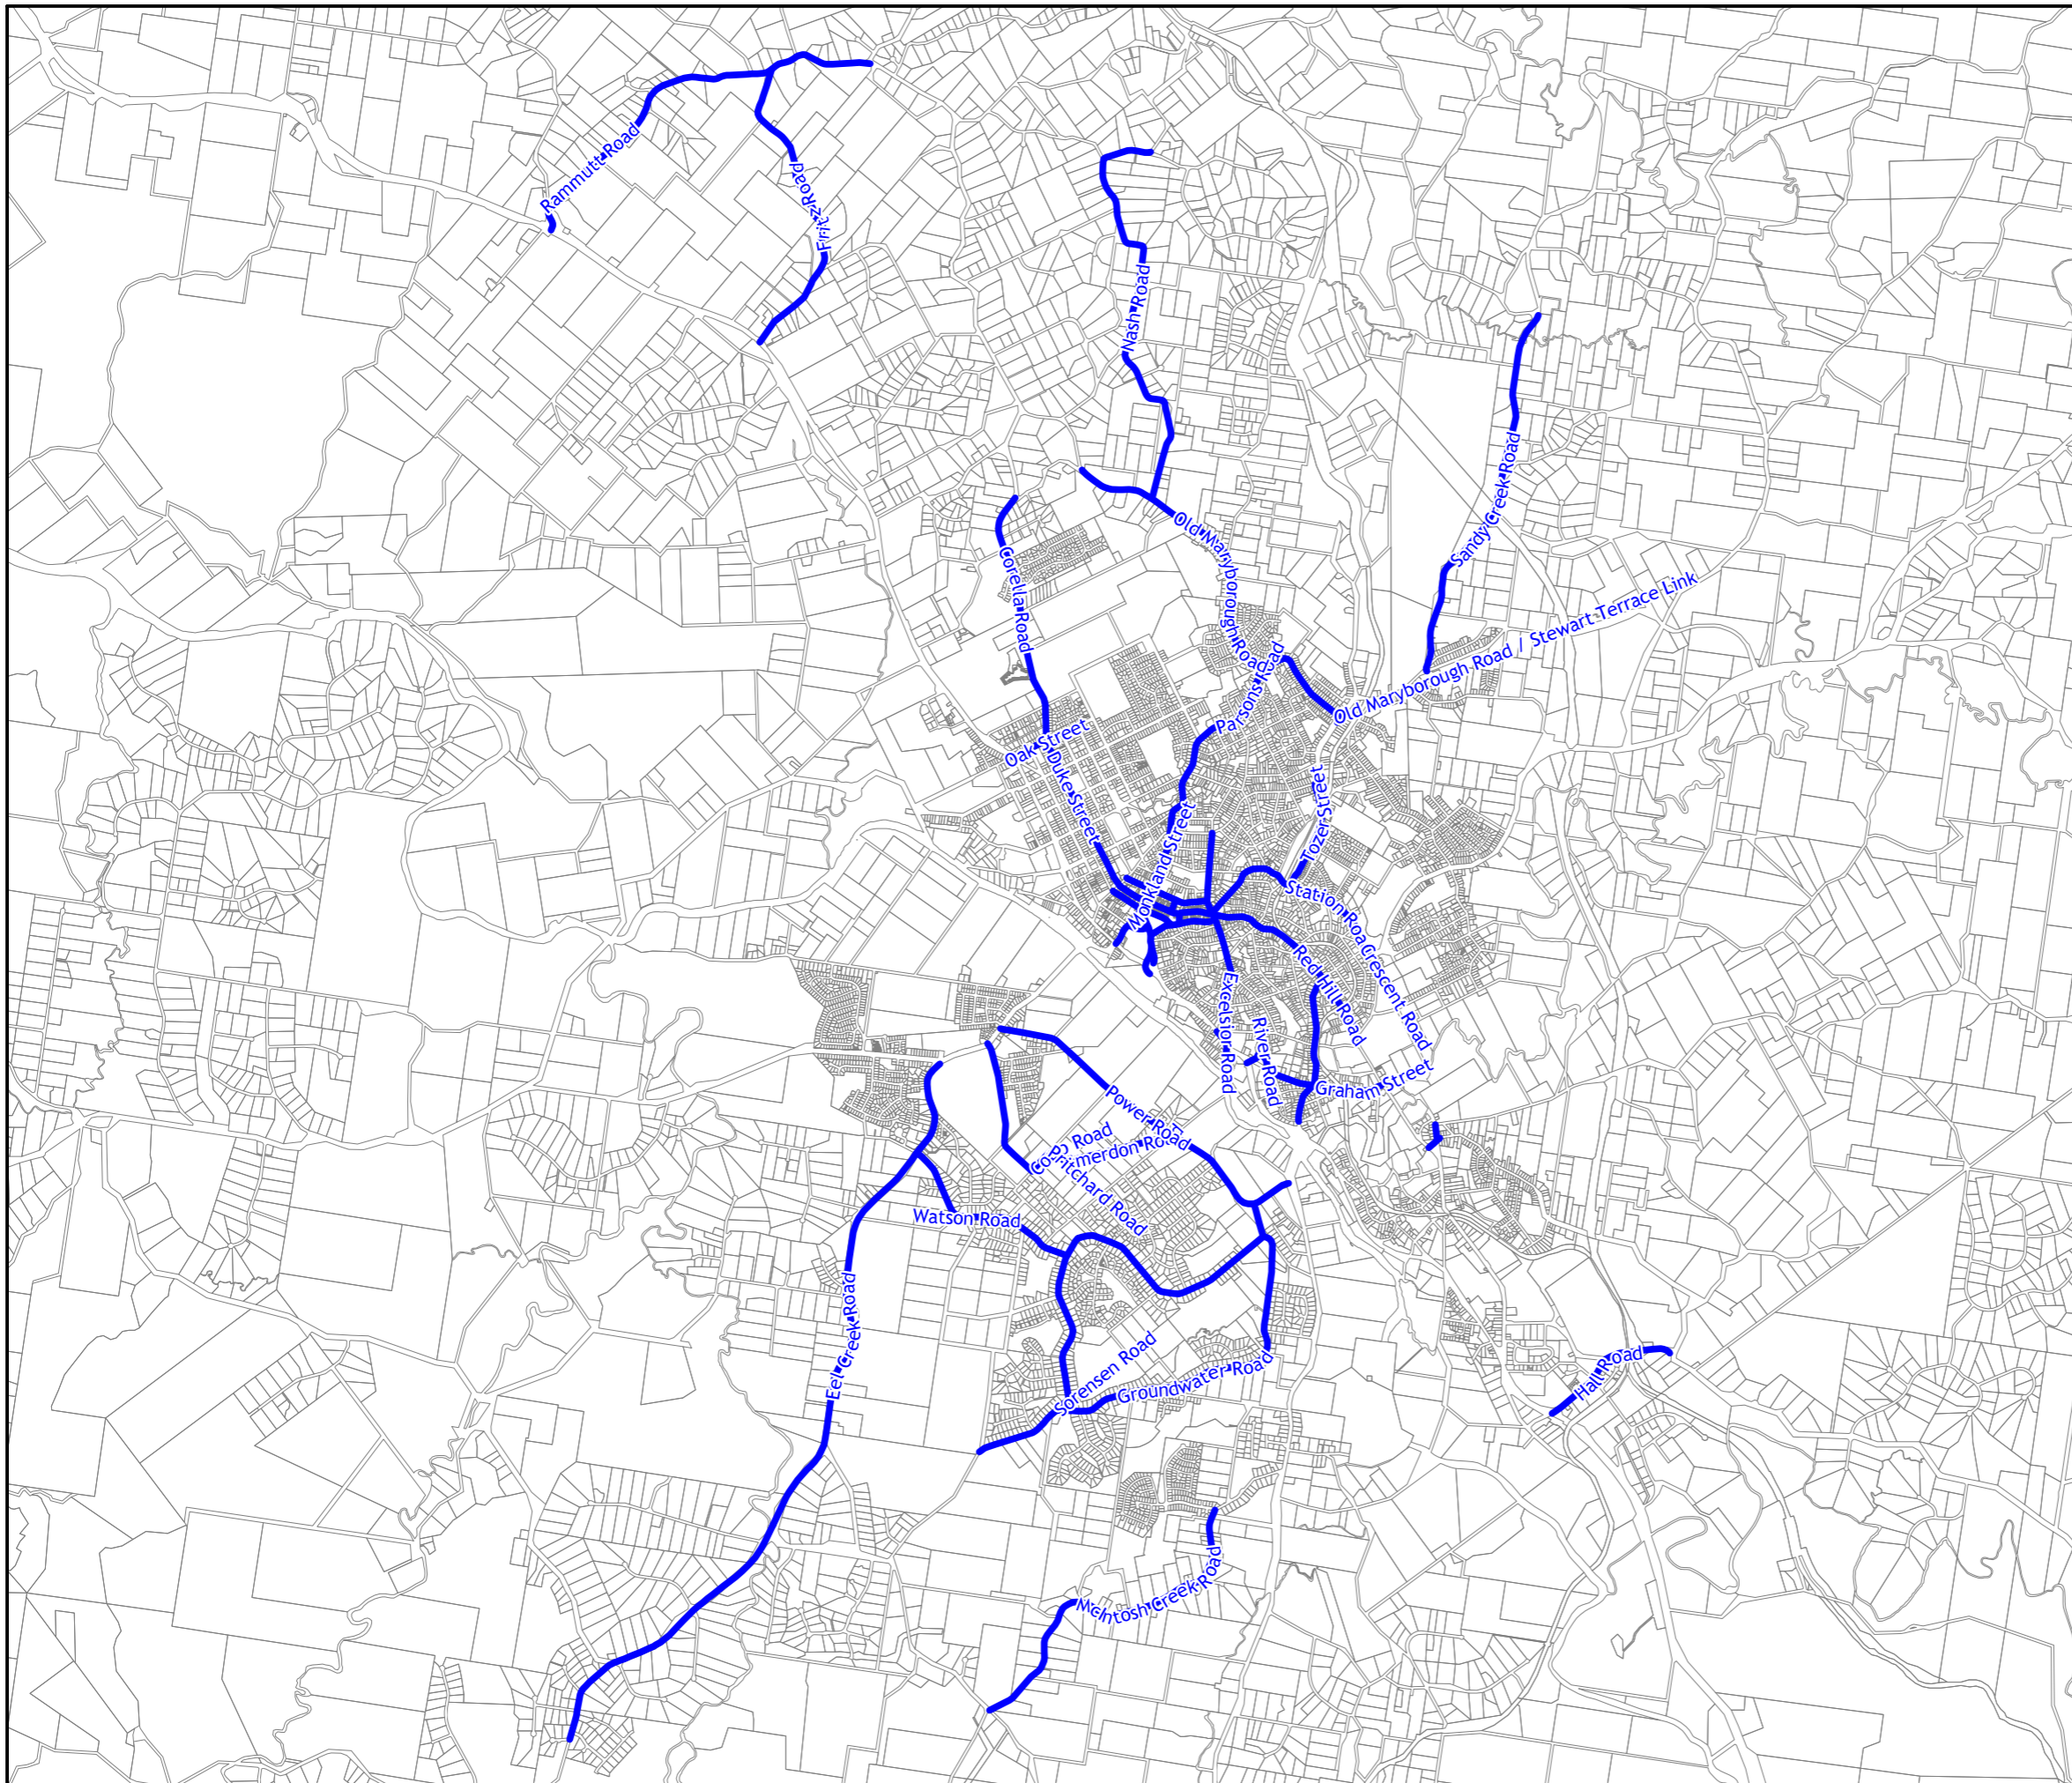 Rammutt Road
Fritz Road
Nash Road
Sandy Creek Road
Old Maryborough Road
Corella Road
Old Maryborough Road / Stewart Terrace Link
Parsons Road
Oak Street
Duke Street
Tozer Street
Monkland Street
Station Roa
Crescent Road
Red Hill Road
Excelsior Road
River Road
Graham Street
Power Road
Road
Pritchard Road
Watson Road
Eel Creek Road
Sorensen Road
Groundwater Road
Hall Road
McIntosh Creek Road